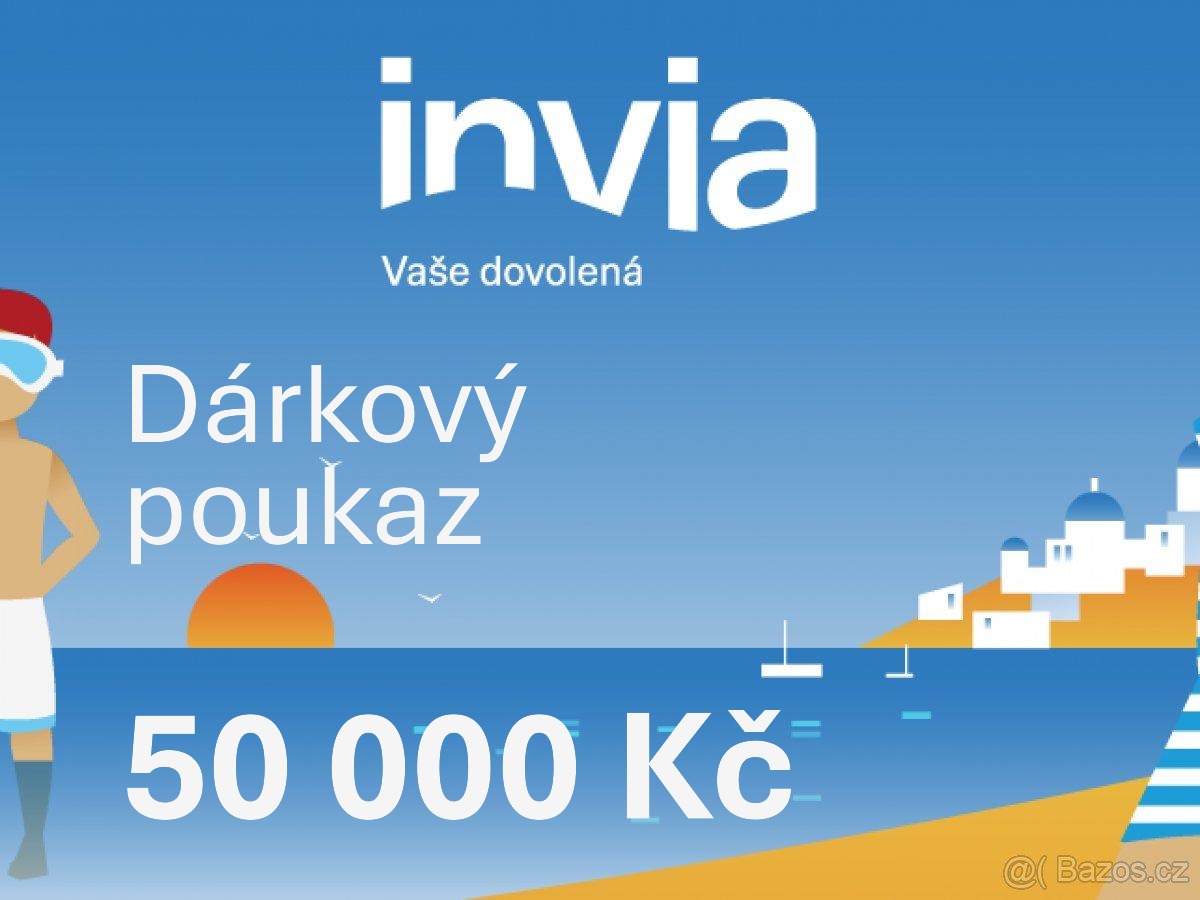 invia
Vaše dovolená
Dárkový
poukaz
50 000 Kč
@( Bazos.cz